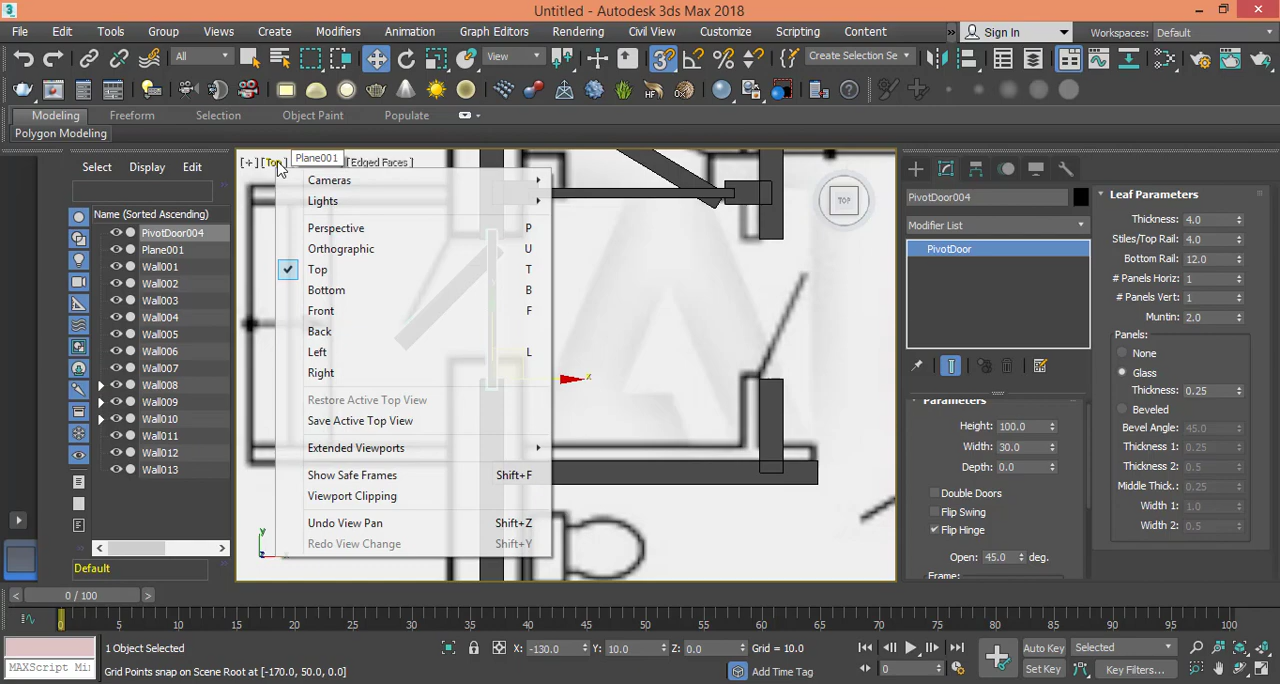 Untitled - Autodesk 3ds Max 2018
File Edit Tools Group Views Create Modifiers Animation Graph Editors Rendering Civil View Customize Scripting Content » Sign In Workspaces: Default
All View 3 Create Selection Se
Modeling Freeform Selection Object Paint Populate
Polygon Modeling
Select Display Edit
Name (Sorted Ascending)
PivotDoor004
Plane001
Wall001
Wall002
Wall003
Wall004
Wall005
Wall006
Wall007
Wall008
Wall009
Wall010
Wall011
Wall012
Wall013
Default
[+] [Top] Plane001 [Edged Faces ]
Cameras
Lights
Perspective P
Orthographic U
Top T
Bottom B
Front F
Back
Left L
Right
Restore Active Top View
Save Active Top View
Extended Viewports
Show Safe Frames Shift+F
Viewport Clipping
Undo View Pan Shift+Z
Redo View Change Shift+Y
TOP
x
y
PivotDoor004
Modifier List
PivotDoor
Parameters
Height: 100.0
Width: 30.0
Depth: 0.0
Double Doors
Flip Swing
Flip Hinge
Open: 45.0 deg.
Frame:
Leaf Parameters
Thickness: 4.0
Stiles/Top Rail: 4.0
Bottom Rail: 12.0
# Panels Horiz: 1
# Panels Vert: 1
Muntin: 2.0
Panels:
None
Glass
Thickness: 0.25
Beveled
Bevel Angle: 45.0
Thickness 1: 0.25
Thickness 2: 0.5
Middle Thick.: 0.25
Width 1: 1.0
Width 2: 0.5
< 0 / 100 >
0 5 10 15 20 25 30 35 40 45 50 55 60 65 70 75 80 85 90 95 100
1 Object Selected X: -130.0 Y: 10.0 Z: 0.0 Grid = 10.0 Auto Key Selected
MAXScript Mi: Grid Points snap on Scene Root at [-170.0, 50.0, 0.0] Add Time Tag 0 Set Key Key Filters...